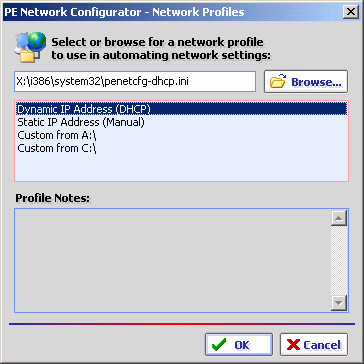 PE Network Configurator - Network Profiles
Select or browse for a network profile
to use in automating network settings:
X:\i386\system32\penetcfg-dhcp.ini
Browse...
Dynamic IP Address (DHCP)
Static IP Address (Manual)
Custom from A:\
Custom from C:\
Profile Notes:
OK
Cancel